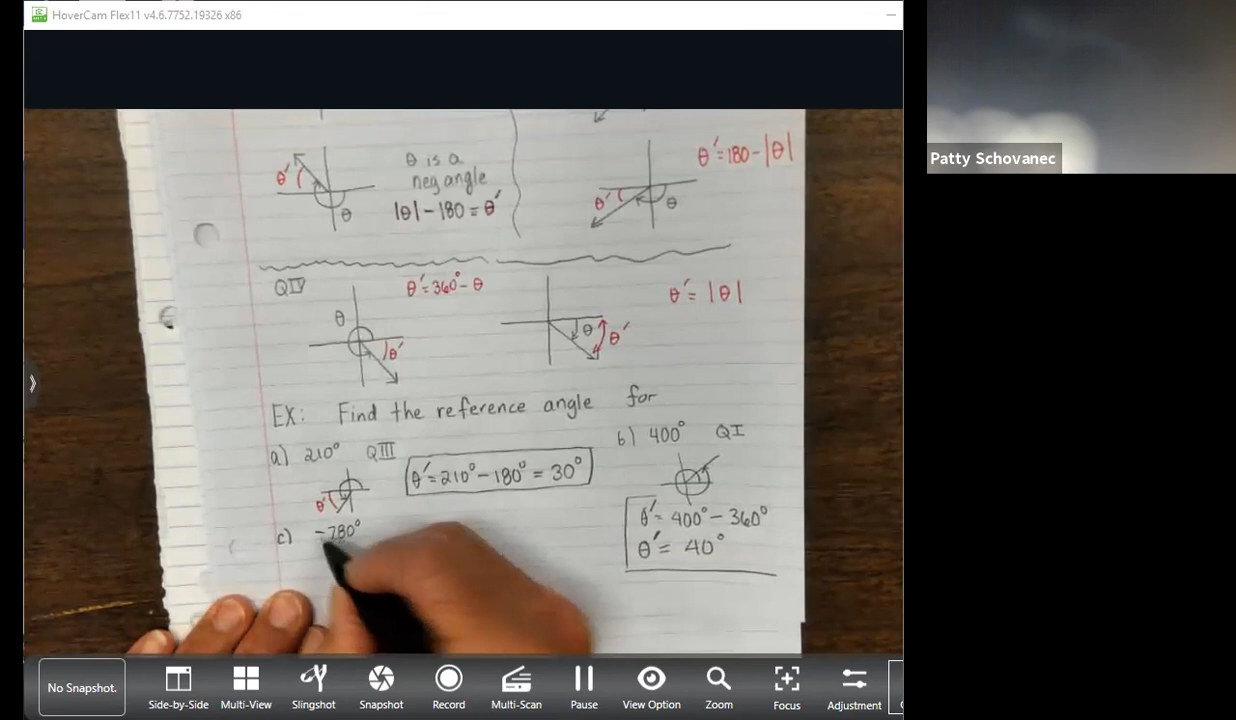 HoverCam Flex11 v4.6.7752.19326 x86
Patty Schovanec
θ'
θ
θ is a
neg angle
|θ| - 180 = θ'
θ' = 180 - |θ|
θ'
θ
QIV
θ' = 360° - θ
θ
θ'
θ' = |θ|
θ
θ'
EX: Find the reference angle for
a) 210° QIII
θ' = 210° - 180° = 30°
θ'
b) 400° QI
θ' = 400° - 360°
θ' = 40°
c) -780°
No Snapshot.
Side-by-Side
Multi-View
Slingshot
Snapshot
Record
Multi-Scan
Pause
View Option
Zoom
Focus
Adjustment